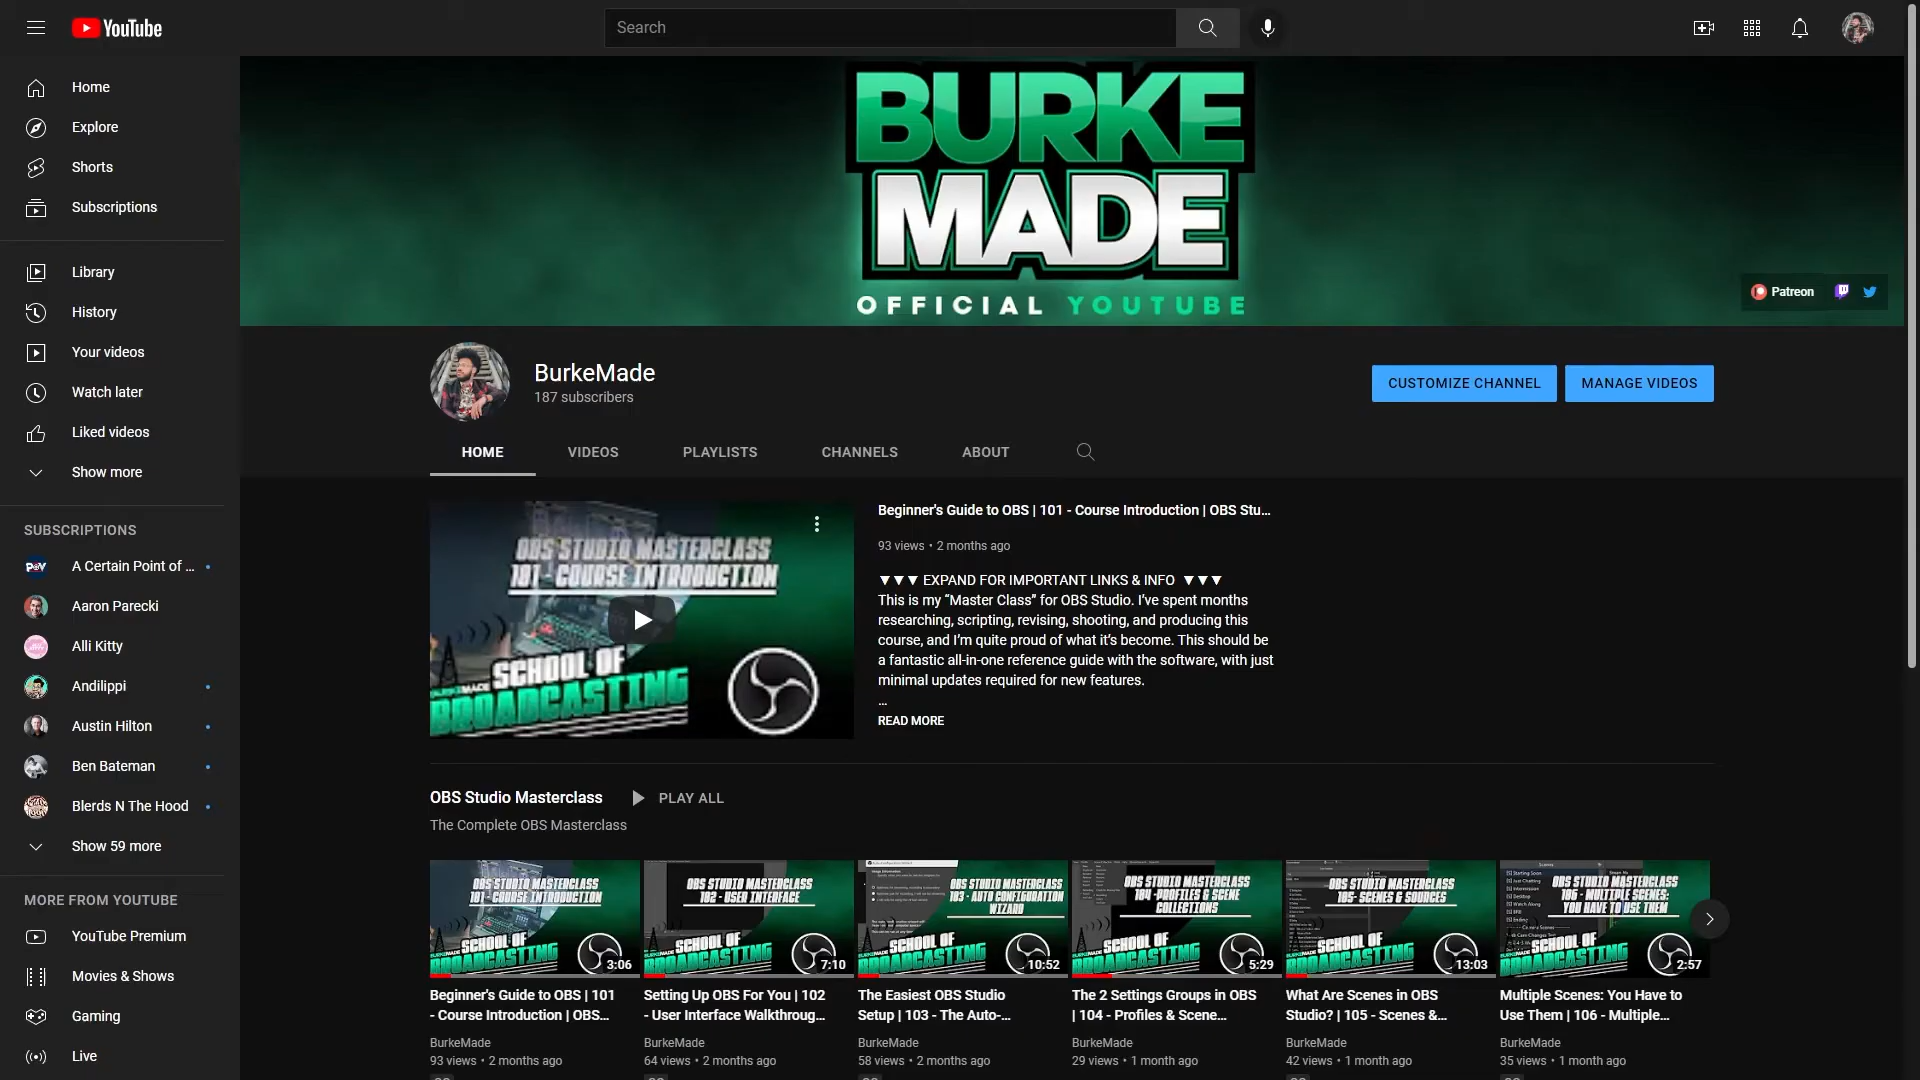 YouTube
Search
Home
Explore
Shorts
Subscriptions
Library
History
Your videos
Watch later
Liked videos
Show more
SUBSCRIPTIONS
A Certain Point of ...
Aaron Parecki
Alli Kitty
Andilippi
Austin Hilton
Ben Bateman
Blerds N The Hood
Show 59 more
MORE FROM YOUTUBE
YouTube Premium
Movies & Shows
Gaming
Live
BURKE
MADE
OFFICIAL YOUTUBE
Patreon
BurkeMade
187 subscribers
CUSTOMIZE CHANNEL
MANAGE VIDEOS
HOME
VIDEOS
PLAYLISTS
CHANNELS
ABOUT
OBS STUDIO MASTERCLASS
101 - COURSE INTRODUCTION
SCHOOL OF
BURKEMADE
BROADCASTING
Beginner's Guide to OBS | 101 - Course Introduction | OBS Stu...
93 views • 2 months ago
▼▼▼ EXPAND FOR IMPORTANT LINKS & INFO ▼▼▼
This is my “Master Class” for OBS Studio. I’ve spent months
researching, scripting, revising, shooting, and producing this
course, and I’m quite proud of what it’s become. This should be
a fantastic all-in-one reference guide with the software, with just
minimal updates required for new features.
...
READ MORE
OBS Studio Masterclass
PLAY ALL
The Complete OBS Masterclass
OBS STUDIO MASTERCLASS
101 - COURSE INTRODUCTION
SCHOOL OF
BROADCASTING
3:06
Beginner's Guide to OBS | 101
- Course Introduction | OBS...
BurkeMade
93 views • 2 months ago
OBS STUDIO MASTERCLASS
102 - USER INTERFACE
SCHOOL OF
BROADCASTING
7:10
Setting Up OBS For You | 102
- User Interface Walkthroug...
BurkeMade
64 views • 2 months ago
OBS STUDIO MASTERCLASS
103 - AUTO CONFIGURATION
WIZARD
SCHOOL OF
BROADCASTING
10:52
The Easiest OBS Studio
Setup | 103 - The Auto-...
BurkeMade
58 views • 2 months ago
OBS STUDIO MASTERCLASS
104 - PROFILES & SCENE
COLLECTIONS
SCHOOL OF
BROADCASTING
5:29
The 2 Settings Groups in OBS
| 104 - Profiles & Scene...
BurkeMade
29 views • 1 month ago
OBS STUDIO MASTERCLASS
105 - SCENES & SOURCES
SCHOOL OF
BROADCASTING
13:03
What Are Scenes in OBS
Studio? | 105 - Scenes &...
BurkeMade
42 views • 1 month ago
OBS STUDIO MASTERCLASS
106 - MULTIPLE SCENES:
YOU HAVE TO USE THEM
SCHOOL OF
BROADCASTING
2:57
Multiple Scenes: You Have to
Use Them | 106 - Multiple...
BurkeMade
35 views • 1 month ago